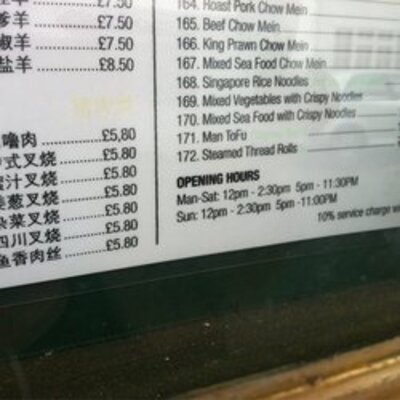 £7.50
爹羊 £7.50
椒羊 £7.50
盐羊 £8.50
噜肉 £5.80
式叉烧 £5.80
汁叉烧 £5.80
姜葱叉烧 £5.80
杂菜叉烧 £5.80
四川叉烧 £5.80
鱼香肉丝 £5.80
164. Roast Pork Chow Mein
165. Beef Chow Mein
166. King Prawn Chow Mein
167. Mixed Sea Food Chow Mein
168. Singapore Rice Noodles
169. Mixed Vegetables with Crispy Noodles
170. Mixed Sea Food with Crispy Noodles
171. Man ToFu
172. Steamed Thread Rolls
OPENING HOURS
Man-Sat: 12pm - 2:30pm 5pm - 11:30PM
Sun: 12pm - 2:30pm 5pm -11:00PM
10% service charge